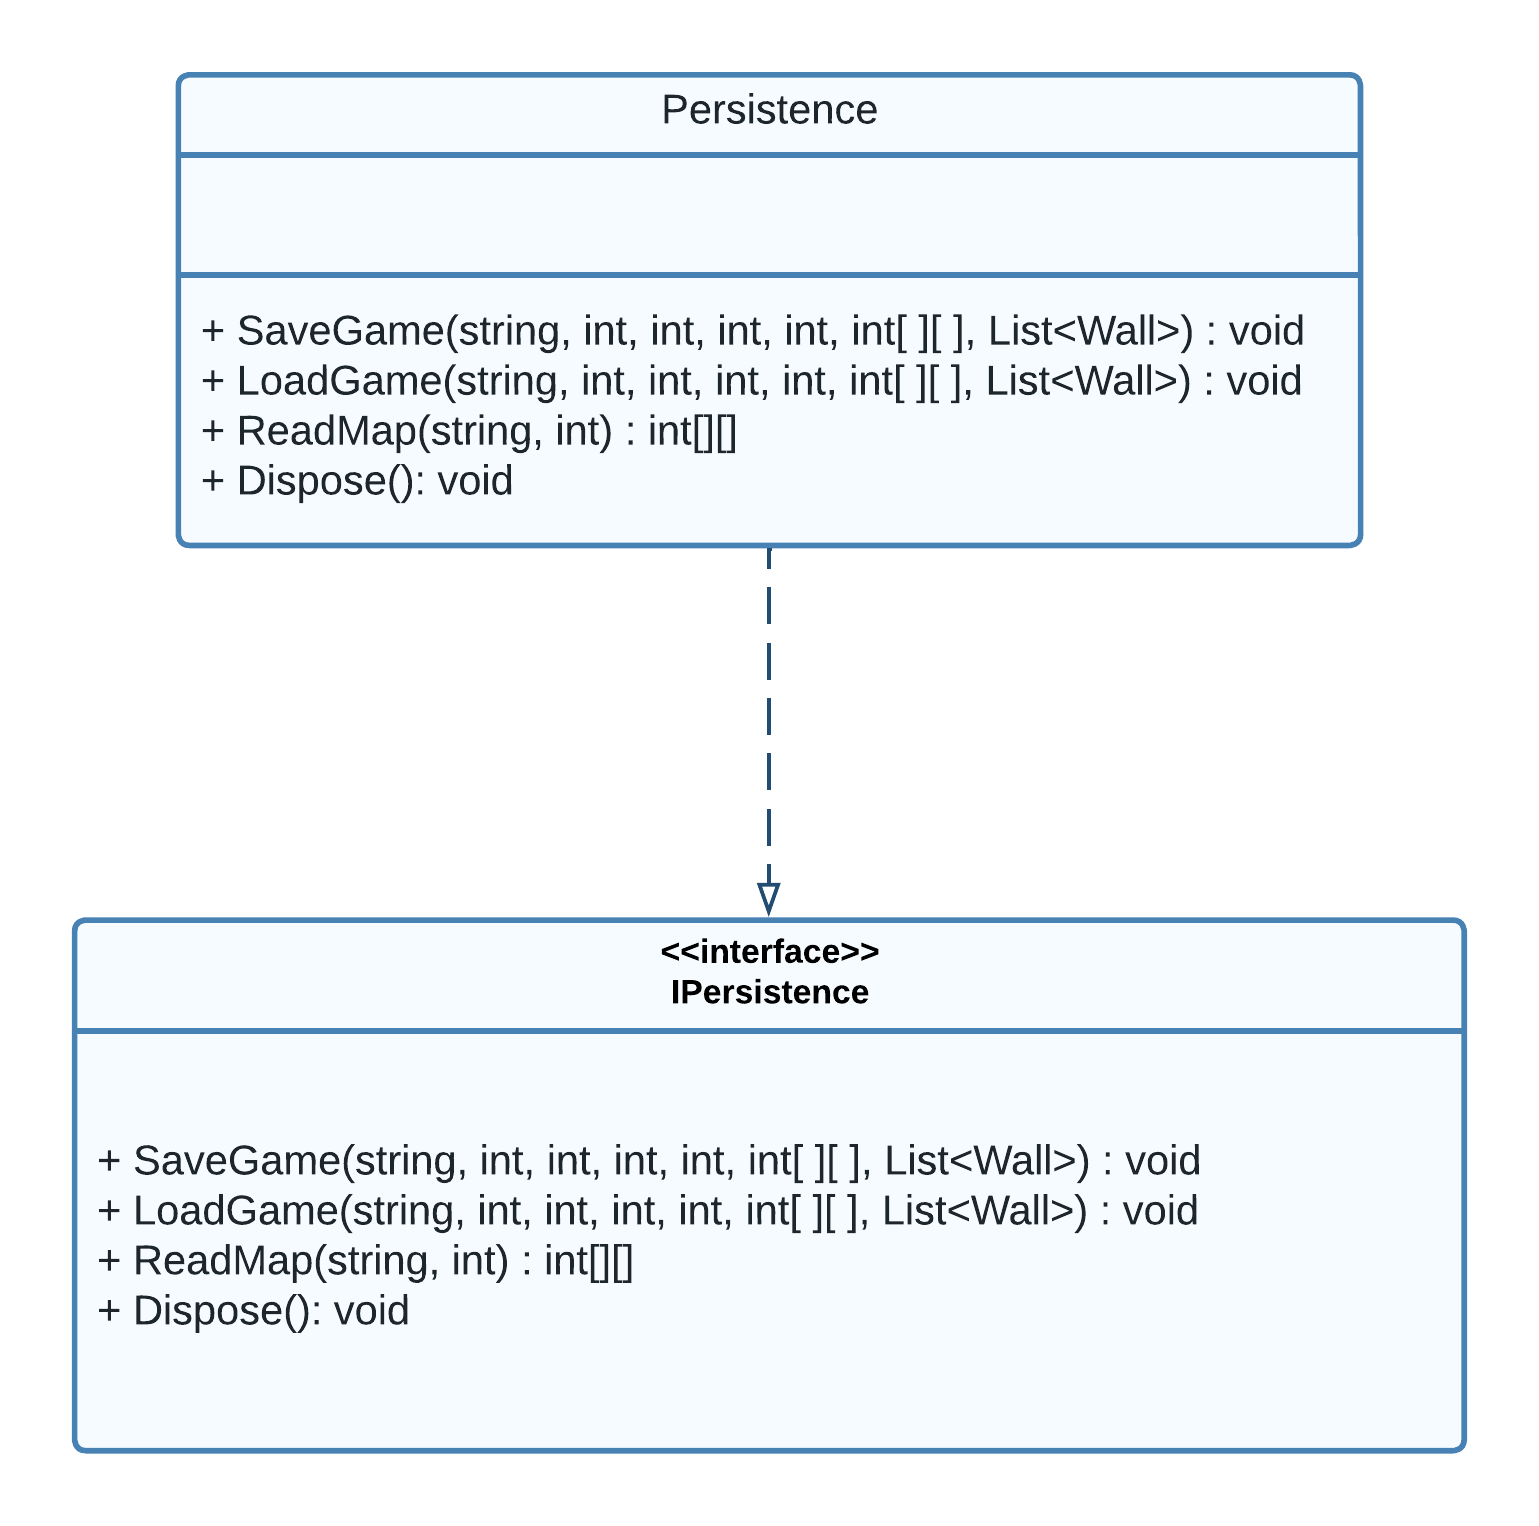 Persistence
+ SaveGame(string, int, int, int, int, int[ ][ ], List<Wall>) : void
+ LoadGame(string, int, int, int, int, int[ ][ ], List<Wall>) : void
+ ReadMap(string, int) : int[][]
+ Dispose(): void
<<interface>>
IPersistence
+ SaveGame(string, int, int, int, int, int[ ][ ], List<Wall>) : void
+ LoadGame(string, int, int, int, int, int[ ][ ], List<Wall>) : void
+ ReadMap(string, int) : int[][]
+ Dispose(): void